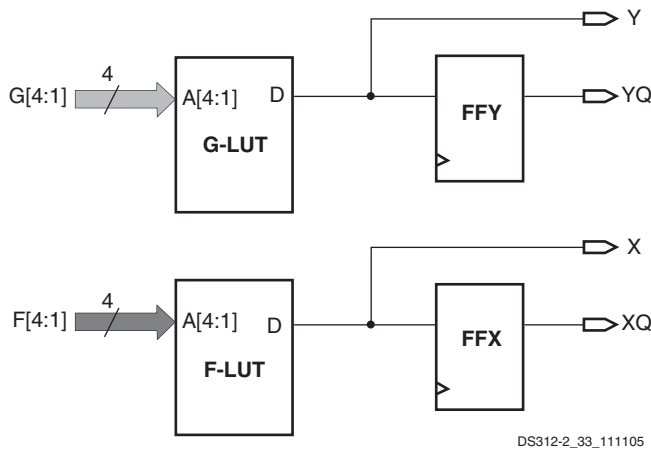 Y
4
G[4:1]
A[4:1]
D
YQ
FFY
G-LUT
X
4
F[4:1]
A[4:1]
D
XQ
FFX
F-LUT
DS312-2_33_111105